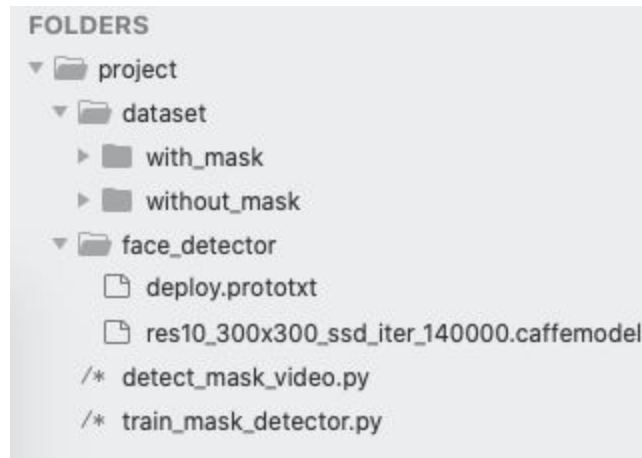 FOLDERS
project
dataset
with_mask
without_mask
face_detector
deploy.prototxt
res10_300x300_ssd_iter_140000.caffemodel
/* detect_mask_video.py
/* train_mask_detector.py